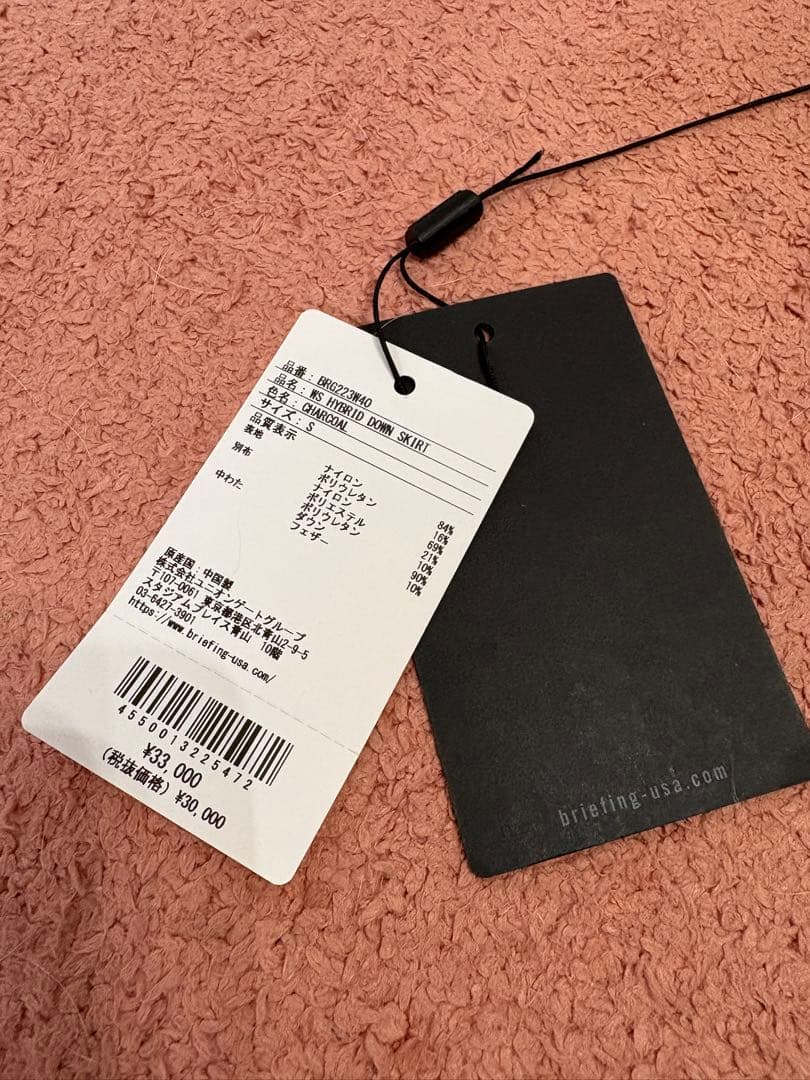 品番：BRG223W40
品名：WS HYBRID DOWN SKIRT
色名：CHARCOAL
サイズ：S
品質表示
表地
ナイロン 84%
ポリウレタン 16%
別布
ナイロン 69%
ポリエステル 21%
ポリウレタン 10%
中わた
ダウン 90%
フェザー 10%
原産国：中国製
株式会社ユニオンゲートグループ
〒107-0061 東京都港区北青山2-9-5
スタジアムプレイス青山 10階
03-6427-3901
https://www.briefing-usa.com/
4550013225472
¥33,000
(税抜価格) ¥30,000
briefing-usa.com